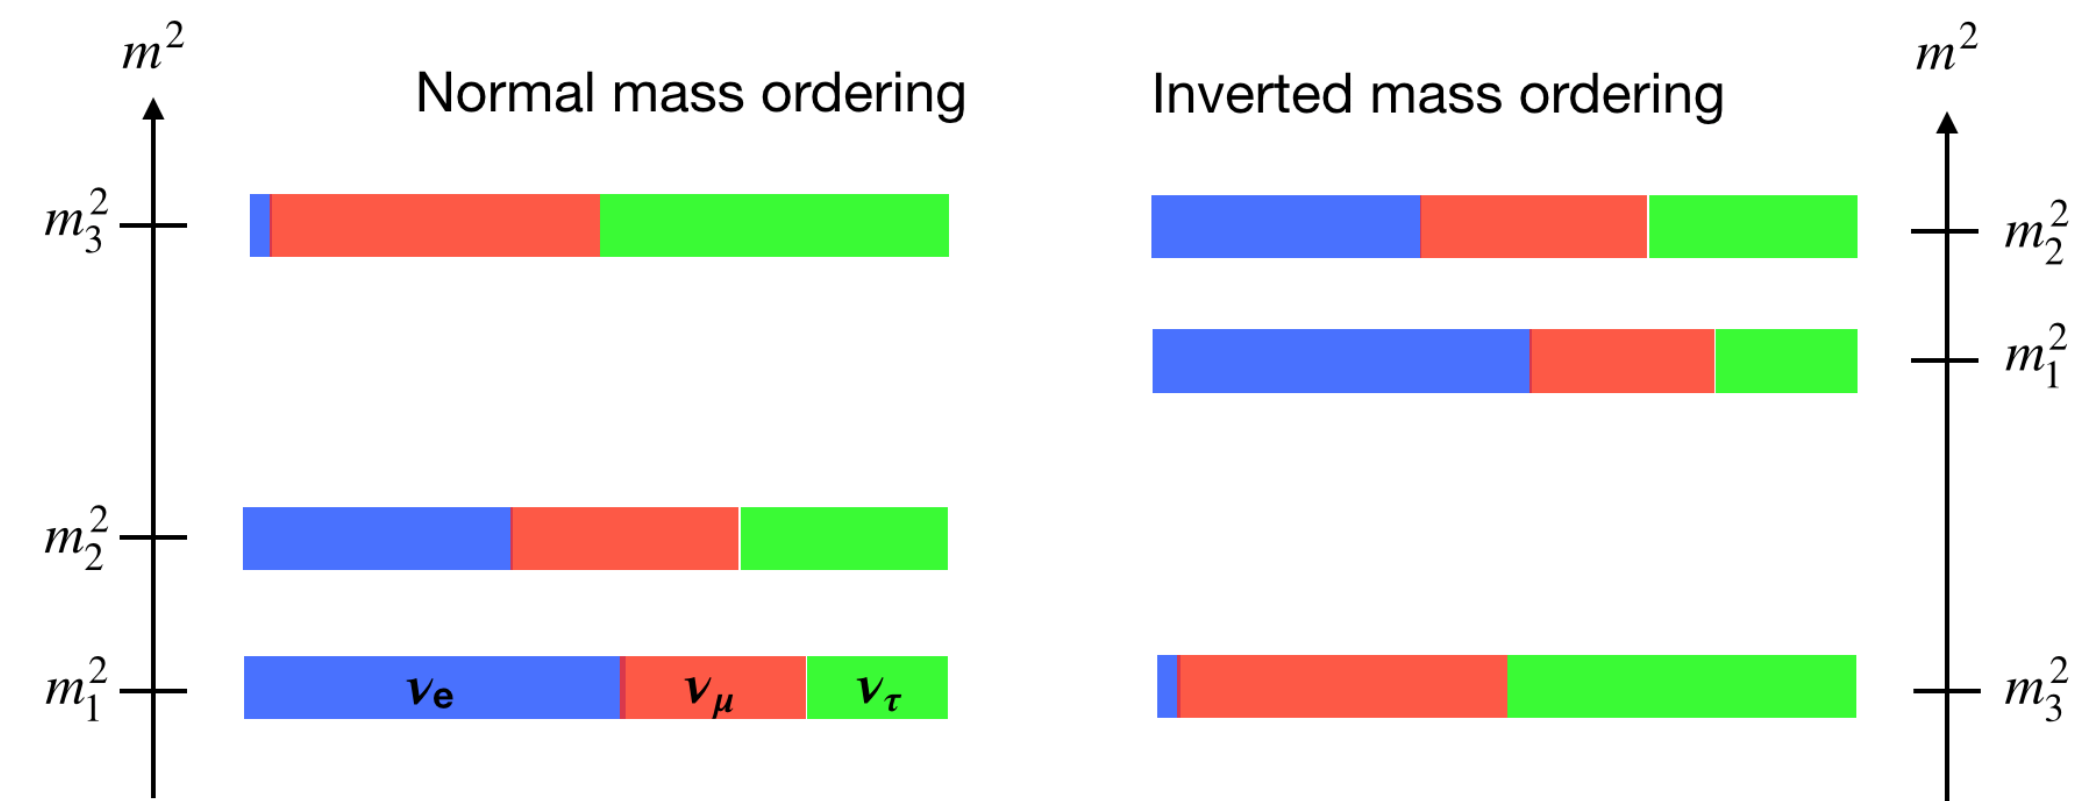 m²
Normal mass ordering
Inverted mass ordering
m²
m₃²
m₂²
m₂²
m₁²
m₁²
νe
νμ
ντ
m₃²